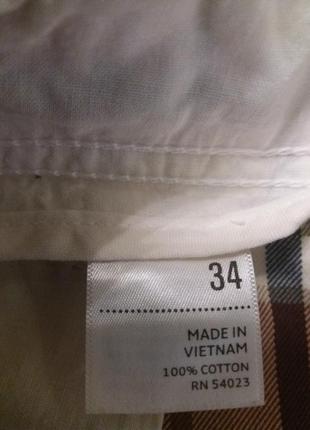 34
MADE IN
VIETNAM
100% COTTON
RN 54023